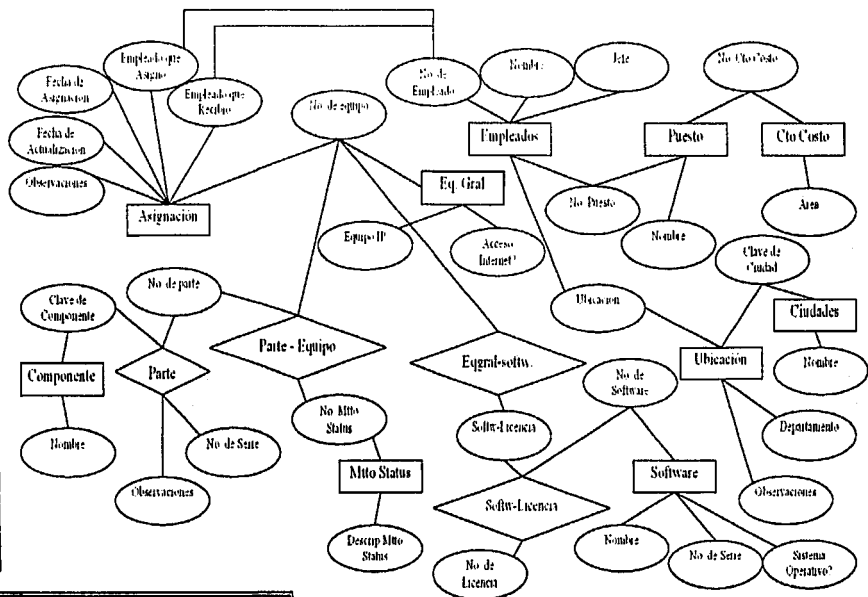 Empleado que
Asigno
Fecha de
Asignacion
Empleado que
Recibio
Fecha de
Actualizacion
Observaciones
Asignación
No. de equipo
No. de
Empleado
Nombre
Jefe
Empleados
No. Cto Costo
Puesto
Cto Costo
Eq. Gral
No. Puesto
Area
Nombre
Equipo IP
Acceso
Internet?
Clave de
Ciudad
Ubicacion
Ciudades
Nombre
Ubicación
Departamento
Observaciones
Clave de
Componente
No. de parte
Componente
Parte
Parte - Equipo
Nombre
No. de Serie
Observaciones
No. Mtto
Status
Mtto Status
Descrip Mtto
Status
Eqgral-softw.
No. de
Software
Softw-Licencia
Software
Softw-Licencia
Nombre
No. de Serie
Sistema
Operativo?
No. de
Licencia